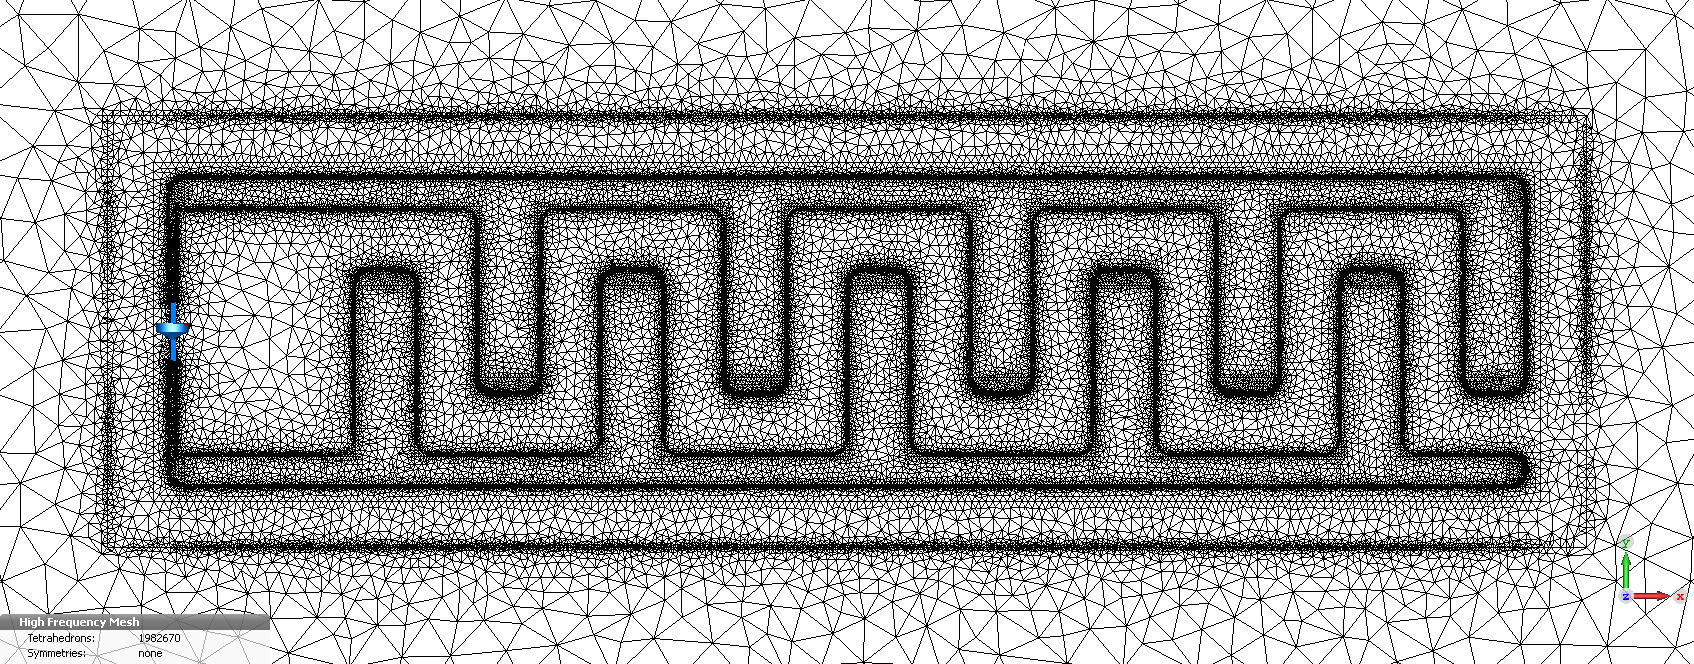 y
z
x
High Frequency Mesh
Tetrahedrons: 1982670
Symmetries: none